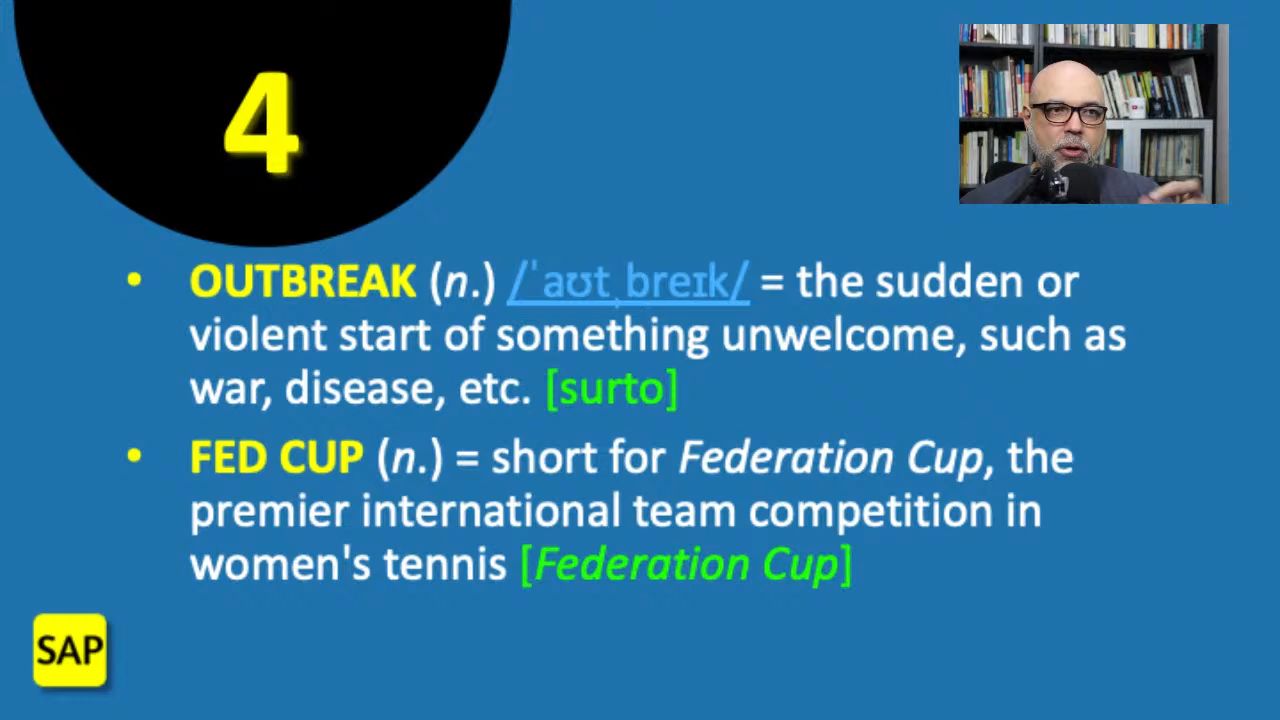 4
• OUTBREAK (n.) /ˈaʊtˌbreɪk/ = the sudden or
violent start of something unwelcome, such as
war, disease, etc. [surto]
• FED CUP (n.) = short for Federation Cup, the
premier international team competition in
women's tennis [Federation Cup]
SAP